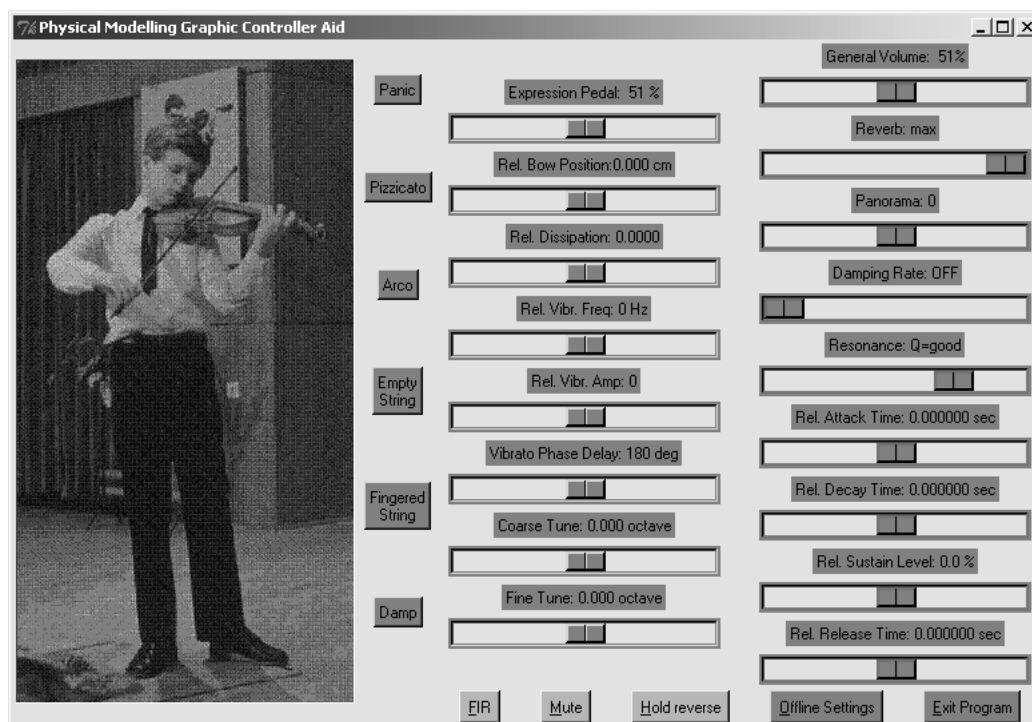 Physical Modelling Graphic Controller Aid
Panic
Pizzicato
Arco
Empty
String
Fingered
String
Damp
Expression Pedal: 51 %
Rel. Bow Position:0.000 cm
Rel. Dissipation: 0.0000
Rel. Vibr. Freq: 0 Hz
Rel. Vibr. Amp: 0
Vibrato Phase Delay: 180 deg
Coarse Tune: 0.000 octave
Fine Tune: 0.000 octave
General Volume: 51%
Reverb: max
Panorama: 0
Damping Rate: OFF
Resonance: Q=good
Rel. Attack Time: 0.000000 sec
Rel. Decay Time: 0.000000 sec
Rel. Sustain Level: 0.0 %
Rel. Release Time: 0.000000 sec
FIR
Mute
Hold reverse
Offline Settings
Exit Program